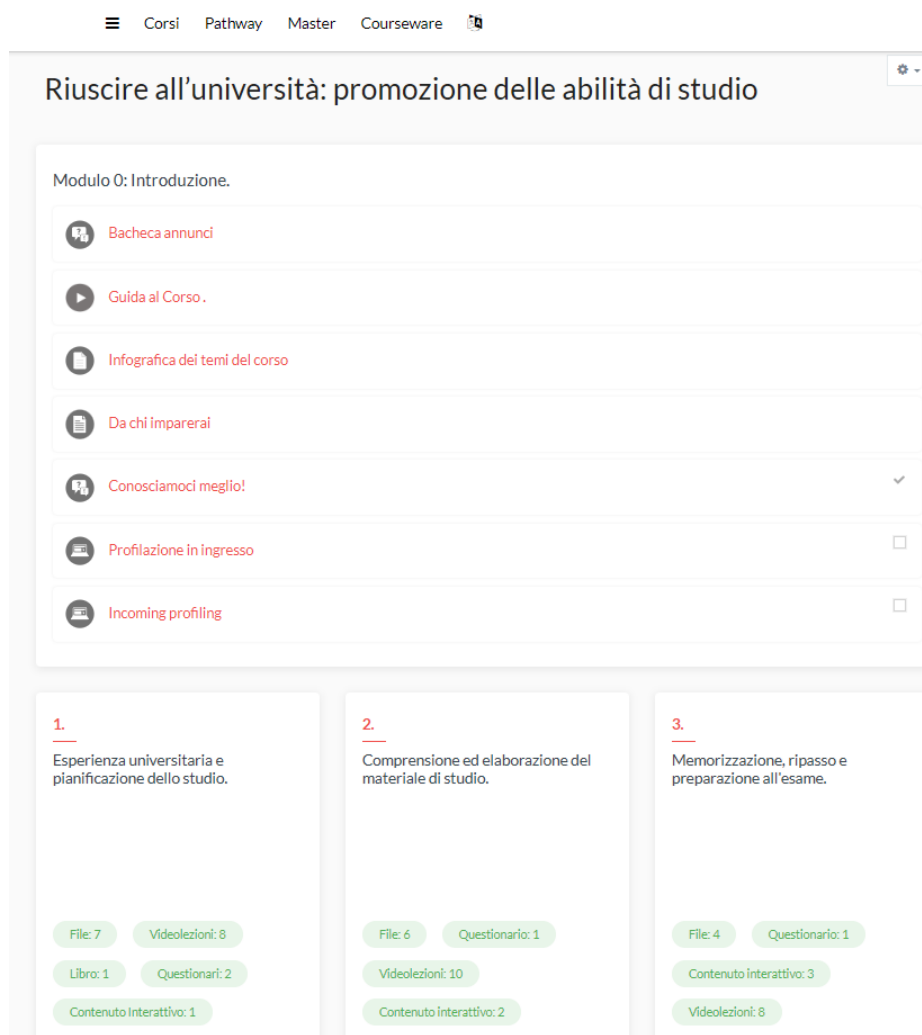 Corsi Pathway Master Courseware
Riuscire all’università: promozione delle abilità di studio
Modulo 0: Introduzione.
Bacheca annunci
Guida al Corso .
Infografica dei temi del corso
Da chi imparerai
Conosciamoci meglio!
Profilazione in ingresso
Incoming profiling
1.
Esperienza universitaria e
pianificazione dello studio.
File: 7 Videolezioni: 8
Libro: 1 Questionari: 2
Contenuto Interattivo: 1
2.
Comprensione ed elaborazione del
materiale di studio.
File: 6 Questionario: 1
Videolezioni: 10
Contenuto interattivo: 2
3.
Memorizzazione, ripasso e
preparazione all'esame.
File: 4 Questionario: 1
Contenuto interattivo: 3
Videolezioni: 8